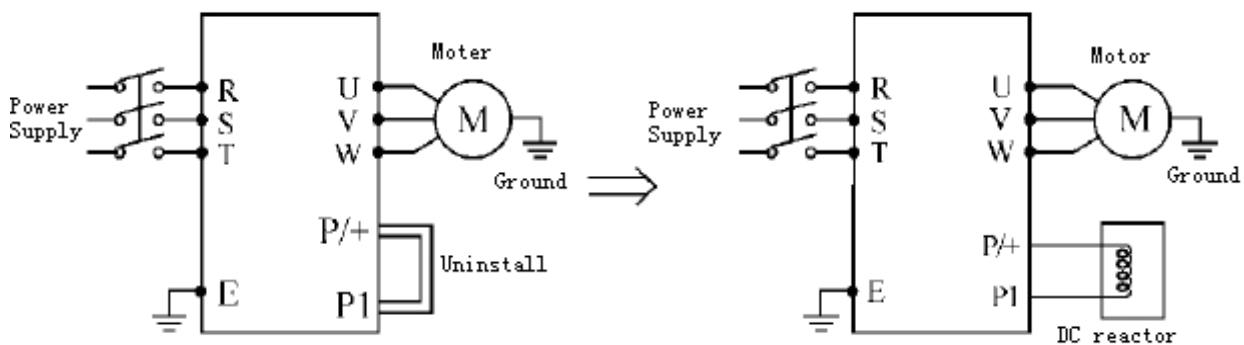 Moter
R
U
Power
Supply
S
V
M
T
W
Ground
P/+
Uninstall
E
P1
Motor
R
U
Power
Supply
S
V
M
T
W
Ground
P/+
E
P1
DC reactor